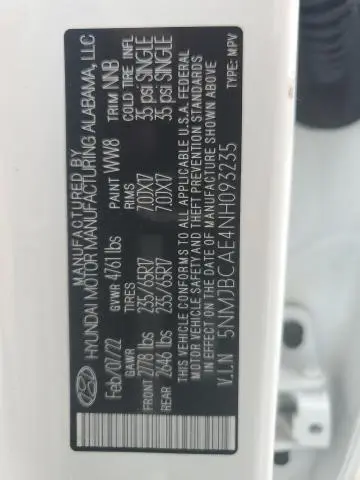 MANUFACTURED BY
HYUNDAI MOTOR MANUFACTURING ALABAMA, LLC
Feb/07/22 GVWR 4761 lbs PAINT WW8 TRIM NNB
GAWR TIRES RIMS COLD TIRE INFL
FRONT 2778 lbs 235/65R17 7.0JX17 35 psi SINGLE
REAR 2646 lbs 235/65R17 7.0JX17 35 psi SINGLE
THIS VEHICLE CONFORMS TO ALL APPLICABLE U.S.A. FEDERAL
MOTOR VEHICLE SAFETY AND THEFT PREVENTION STANDARDS
IN EFFECT ON THE DATE OF MANUFACTURE SHOWN ABOVE
V.I.N 5NMJBCAE4NH093235 TYPE: MPV